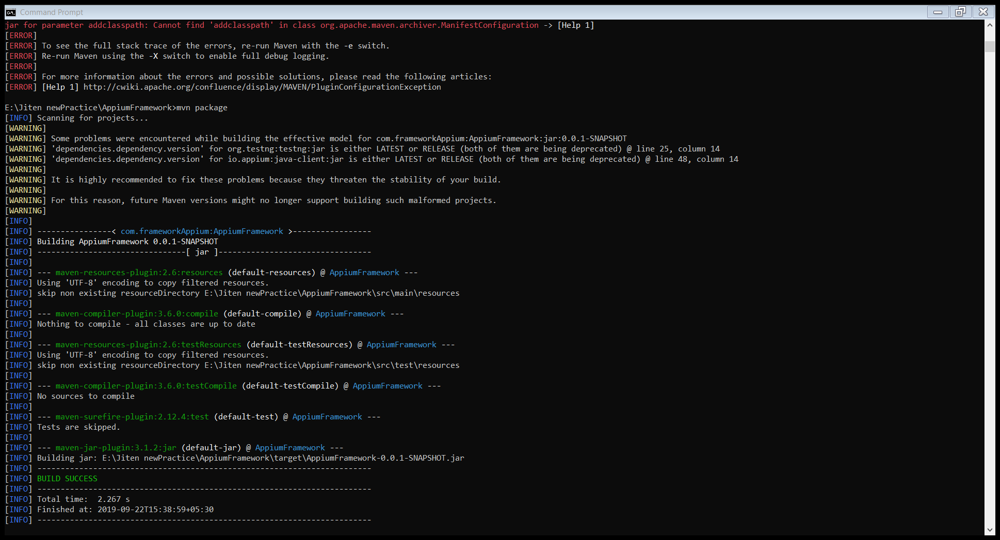 Command Prompt
jar for parameter addclasspath: Cannot find 'addclasspath' in class org.apache.maven.archiver.ManifestConfiguration -> [Help 1]
[ERROR]
[ERROR] To see the full stack trace of the errors, re-run Maven with the -e switch.
[ERROR] Re-run Maven using the -X switch to enable full debug logging.
[ERROR]
[ERROR] For more information about the errors and possible solutions, please read the following articles:
[ERROR] [Help 1] http://cwiki.apache.org/confluence/display/MAVEN/PluginConfigurationException
E:\Jiten newPractice\AppiumFramework>mvn package
[INFO] Scanning for projects...
[WARNING]
[WARNING] Some problems were encountered while building the effective model for com.frameworkAppium:AppiumFramework:jar:0.0.1-SNAPSHOT
[WARNING] 'dependencies.dependency.version' for org.testng:testng:jar is either LATEST or RELEASE (both of them are being deprecated) @ line 25, column 14
[WARNING] 'dependencies.dependency.version' for io.appium:java-client:jar is either LATEST or RELEASE (both of them are being deprecated) @ line 48, column 14
[WARNING]
[WARNING] It is highly recommended to fix these problems because they threaten the stability of your build.
[WARNING]
[WARNING] For this reason, future Maven versions might no longer support building such malformed projects.
[WARNING]
[INFO]
[INFO] ----------------< com.frameworkAppium:AppiumFramework >-----------------
[INFO] Building AppiumFramework 0.0.1-SNAPSHOT
[INFO] --------------------------------[ jar ]---------------------------------
[INFO]
[INFO] --- maven-resources-plugin:2.6:resources (default-resources) @ AppiumFramework ---
[INFO] Using 'UTF-8' encoding to copy filtered resources.
[INFO] skip non existing resourceDirectory E:\Jiten newPractice\AppiumFramework\src\main\resources
[INFO]
[INFO] --- maven-compiler-plugin:3.6.0:compile (default-compile) @ AppiumFramework ---
[INFO] Nothing to compile - all classes are up to date
[INFO]
[INFO] --- maven-resources-plugin:2.6:testResources (default-testResources) @ AppiumFramework ---
[INFO] Using 'UTF-8' encoding to copy filtered resources.
[INFO] skip non existing resourceDirectory E:\Jiten newPractice\AppiumFramework\src\test\resources
[INFO]
[INFO] --- maven-compiler-plugin:3.6.0:testCompile (default-testCompile) @ AppiumFramework ---
[INFO] No sources to compile
[INFO]
[INFO] --- maven-surefire-plugin:2.12.4:test (default-test) @ AppiumFramework ---
[INFO] Tests are skipped.
[INFO]
[INFO] --- maven-jar-plugin:3.1.2:jar (default-jar) @ AppiumFramework ---
[INFO] Building jar: E:\Jiten newPractice\AppiumFramework\target\AppiumFramework-0.0.1-SNAPSHOT.jar
[INFO] ------------------------------------------------------------------------
[INFO] BUILD SUCCESS
[INFO] ------------------------------------------------------------------------
[INFO] Total time:  2.267 s
[INFO] Finished at: 2019-09-22T15:38:59+05:30
[INFO] ------------------------------------------------------------------------